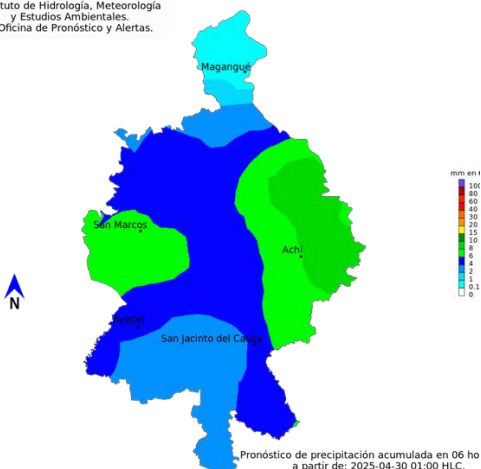 tuto de Hidrología, Meteorología
y Estudios Ambientales.
Oficina de Pronóstico y Alertas.
Magangué
mm en 6
100
80
60
40
30
20
15
10
8
6
4
2
1
0.1
0
San Marcos
Achí
N
Ayapel
San Jacinto del Cauca
Pronóstico de precipitación acumulada en 06 ho
a partir de: 2025-04-30 01:00 HLC.